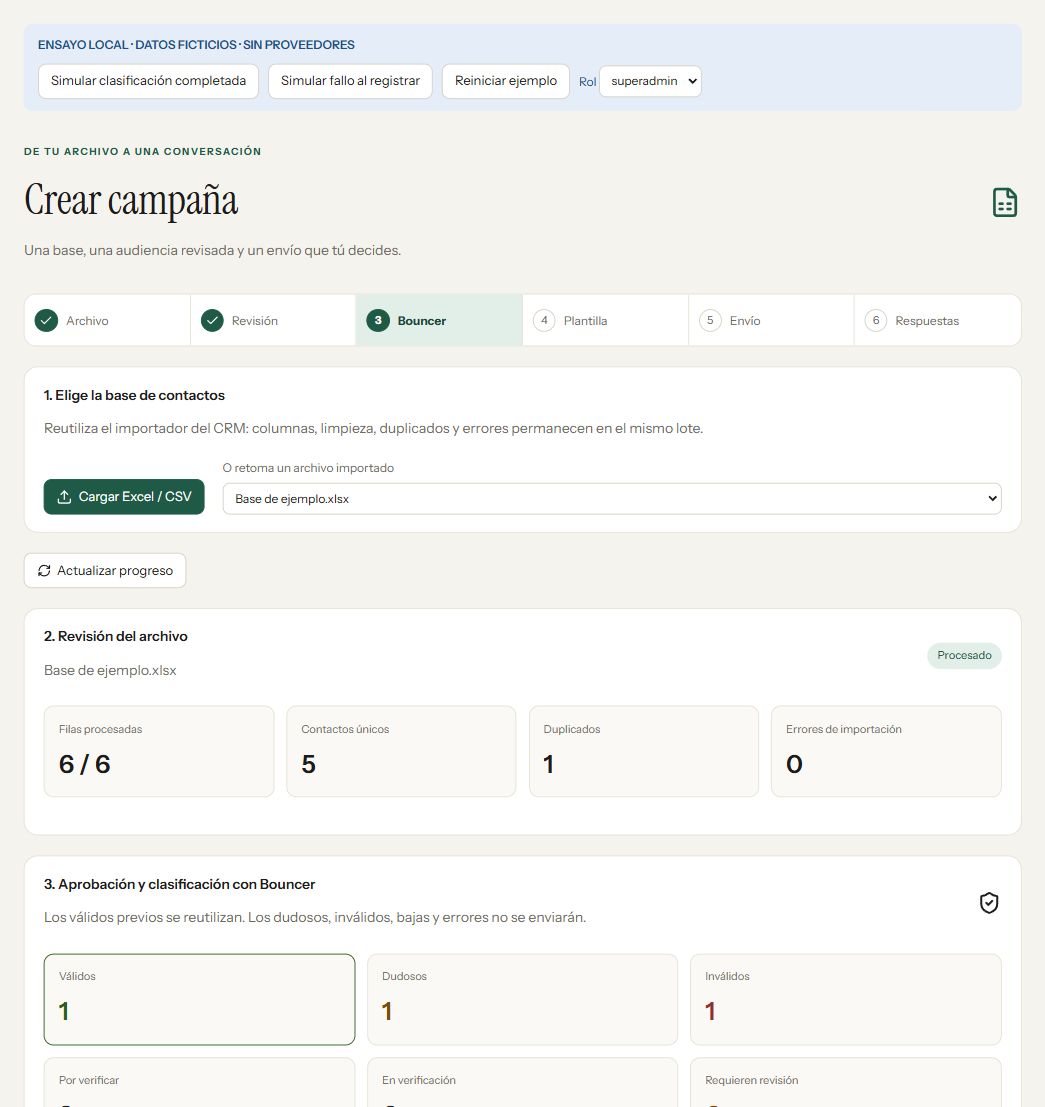 ENSAYO LOCAL · DATOS FICTICIOS · SIN PROVEEDORES
Simular clasificación completada
Simular fallo al registrar
Reiniciar ejemplo
Rol
superadmin
DE TU ARCHIVO A UNA CONVERSACIÓN
Crear campaña
Una base, una audiencia revisada y un envío que tú decides.
Archivo
Revisión
3 Bouncer
4 Plantilla
5 Envío
6 Respuestas
1. Elige la base de contactos
Reutiliza el importador del CRM: columnas, limpieza, duplicados y errores permanecen en el mismo lote.
O retoma un archivo importado
Cargar Excel / CSV
Base de ejemplo.xlsx
Actualizar progreso
2. Revisión del archivo
Base de ejemplo.xlsx
Procesado
Filas procesadas
6 / 6
Contactos únicos
5
Duplicados
1
Errores de importación
0
3. Aprobación y clasificación con Bouncer
Los válidos previos se reutilizan. Los dudosos, inválidos, bajas y errores no se enviarán.
Válidos
1
Dudosos
1
Inválidos
1
Por verificar
En verificación
Requieren revisión